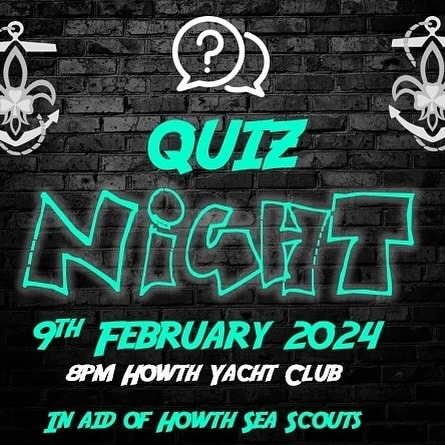 ?
QUIZ
NiGHT
9TH FEBRUARY 2024
8PM HOWTH YACHT CLUB
IN AID OF HOWTH SEA SCOUTS